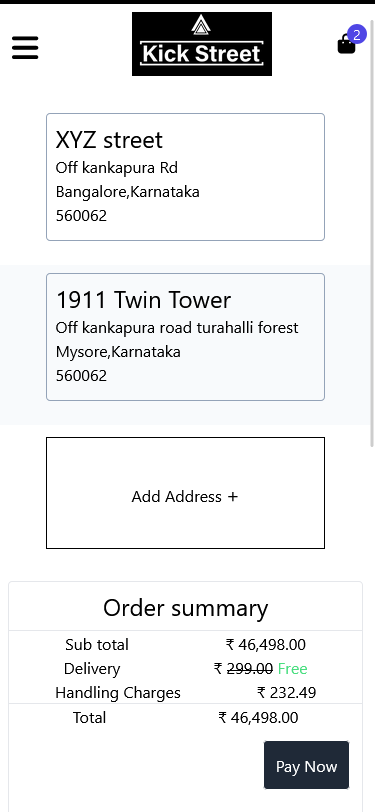 Kick Street
2
XYZ street
Off kankapura Rd
Bangalore,Karnataka
560062
1911 Twin Tower
Off kankapura road turahalli forest
Mysore,Karnataka
560062
Add Address +
Order summary
Sub total ₹ 46,498.00
Delivery ₹ 299.00 Free
Handling Charges ₹ 232.49
Total ₹ 46,498.00
Pay Now